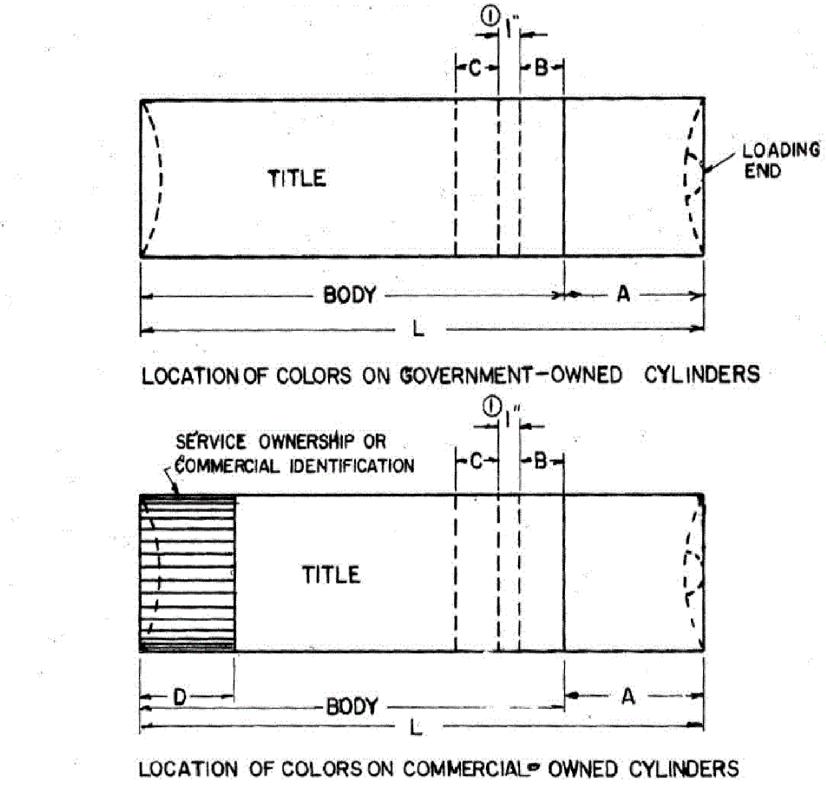 ① 1"
C B
TITLE
LOADING
END
BODY A
L
LOCATION OF COLORS ON GOVERNMENT-OWNED CYLINDERS
① 1"
SERVICE OWNERSHIP OR
COMMERCIAL IDENTIFICATION
C B
TITLE
D A
BODY
L
LOCATION OF COLORS ON COMMERCIAL- OWNED CYLINDERS